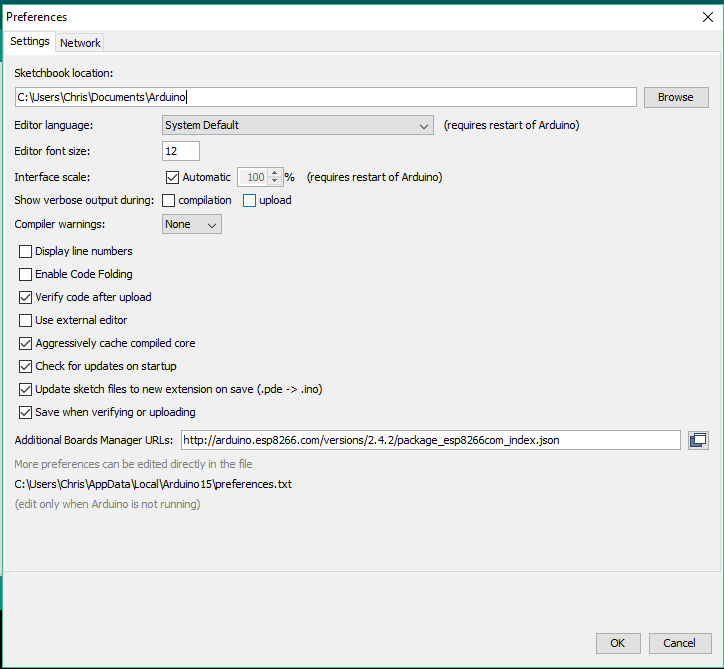 Preferences
Settings Network
Sketchbook location:
C:\Users\Chris\Documents\Arduino Browse
Editor language: System Default (requires restart of Arduino)
Editor font size: 12
Interface scale: Automatic 100 % (requires restart of Arduino)
Show verbose output during: compilation upload
Compiler warnings: None
Display line numbers
Enable Code Folding
Verify code after upload
Use external editor
Aggressively cache compiled core
Check for updates on startup
Update sketch files to new extension on save (.pde -> .ino)
Save when verifying or uploading
Additional Boards Manager URLs: http://arduino.esp8266.com/versions/2.4.2/package_esp8266com_index.json
More preferences can be edited directly in the file
C:\Users\Chris\AppData\Local\Arduino15\preferences.txt
(edit only when Arduino is not running)
OK Cancel